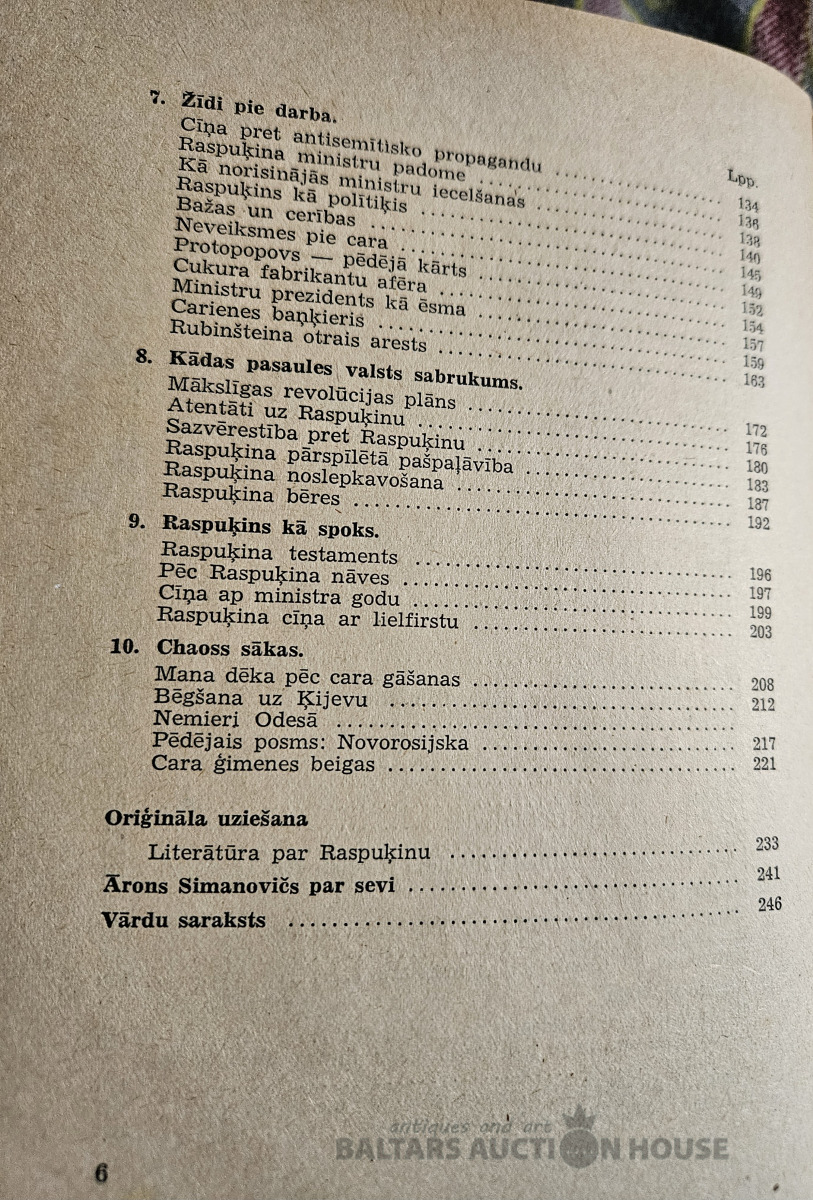 7. Žīdi pie darba.
Lpp.
Cīņa pret antisemītisko propagandu ........ 134
Raspuķina ministru padome ........ 136
Kā norisinājās ministru iecelšanas ........ 138
Raspuķins kā polītiķis ........ 140
Bažas un cerības ........ 145
Neveiksmes pie cara ........ 149
Protopopovs — pēdējā kārts ........ 152
Cukura fabrikantu afēra ........ 154
Ministru prezidents kā ēsma ........ 157
Carienes baņķieris ........ 159
Rubinšteina otrais arests ........ 163
8. Kādas pasaules valsts sabrukums.
Mākslīgas revolūcijas plāns ........ 172
Atentāti uz Raspuķinu ........ 176
Sazvērestība pret Raspuķinu ........ 180
Raspuķina pārspīlētā pašpaļāvība ........ 183
Raspuķina noslepkavošana ........ 187
Raspuķina bēres ........ 192
9. Raspuķins kā spoks.
Raspuķina testaments ........ 196
Pēc Raspuķina nāves ........ 197
Cīņa ap ministra godu ........ 199
Raspuķina cīņa ar lielfirstu ........ 203
10. Chaoss sākas.
Mana dēka pēc cara gāšanas ........ 208
Bēgšana uz Ķijevu ........ 212
Nemieri Odesā ........
Pēdējais posms: Novorosijska ........ 217
Cara ģimenes beigas ........ 221
Oriģināla uziešana
Literātūra par Raspuķinu ........ 233
Ārons Simanovičs par sevi ........ 241
Vārdu saraksts ........ 246
antiques and art
BALTARS AUCTION HOUSE
6